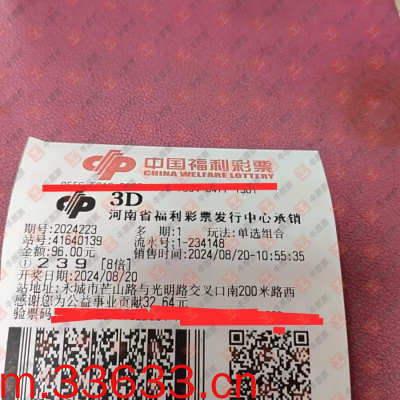 中国福利彩票
CHINA WELFARE LOTTERY
3D
河南省福利彩票发行中心承销
期号:2024223 多 期:1 玩法:单选组合
站号:41640139 流水号:1-234148
金额:96.00元 销售时间:2024/08/20-10:55:35
① 2 3 9 [8倍]
开奖日期:2024/08/20
站地址:永城市芒山路与光明路交叉口南200米路西
感谢您为公益事业贡献32.64元
验票码
m.33633.cn